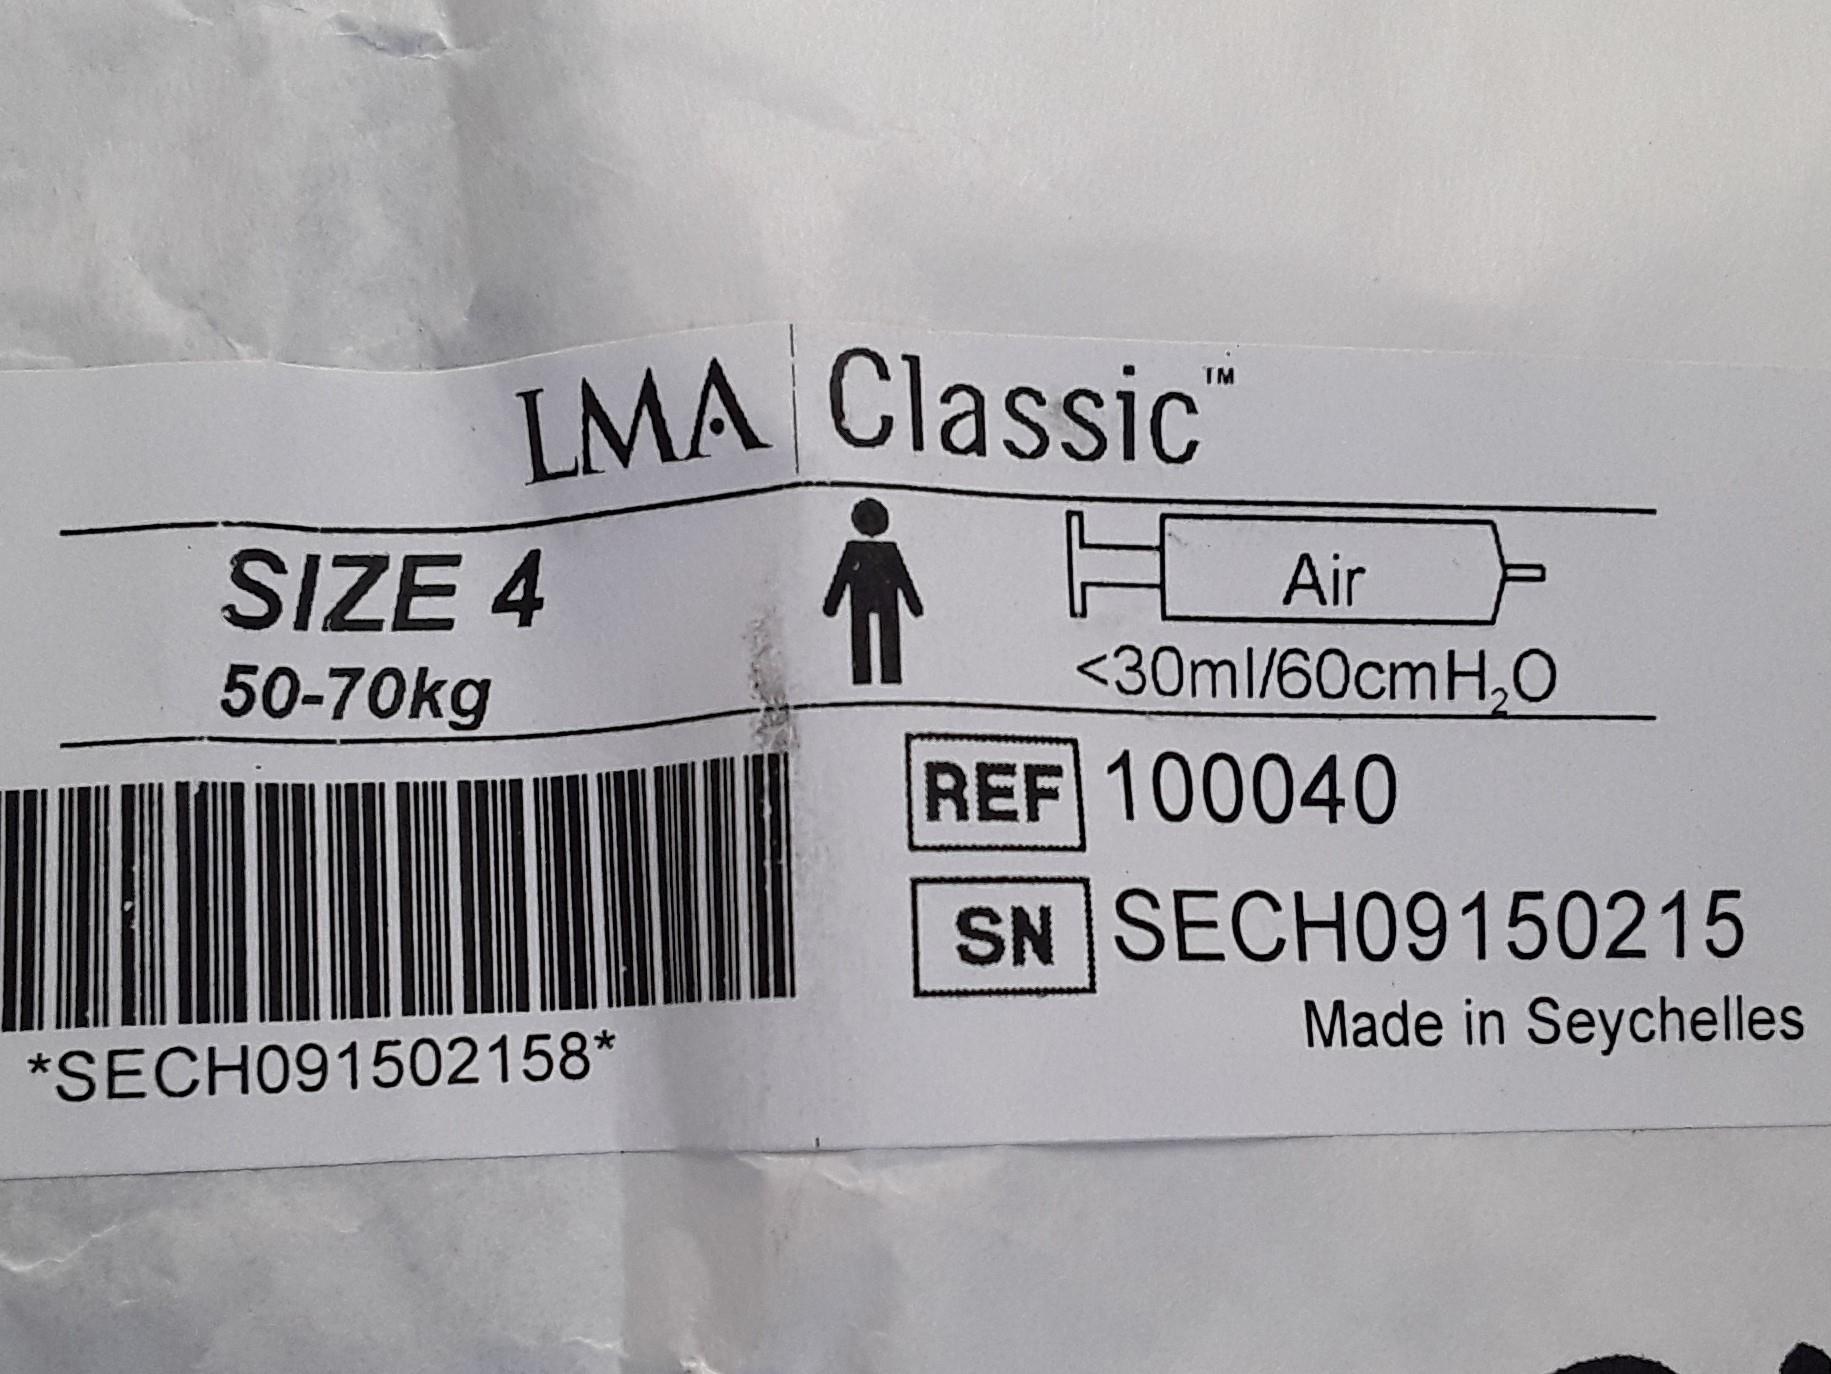 LMA Classic™
SIZE 4
50-70kg
Air
<30ml/60cmH₂O
REF 100040
SN SECH09150215
Made in Seychelles
*SECH091502158*